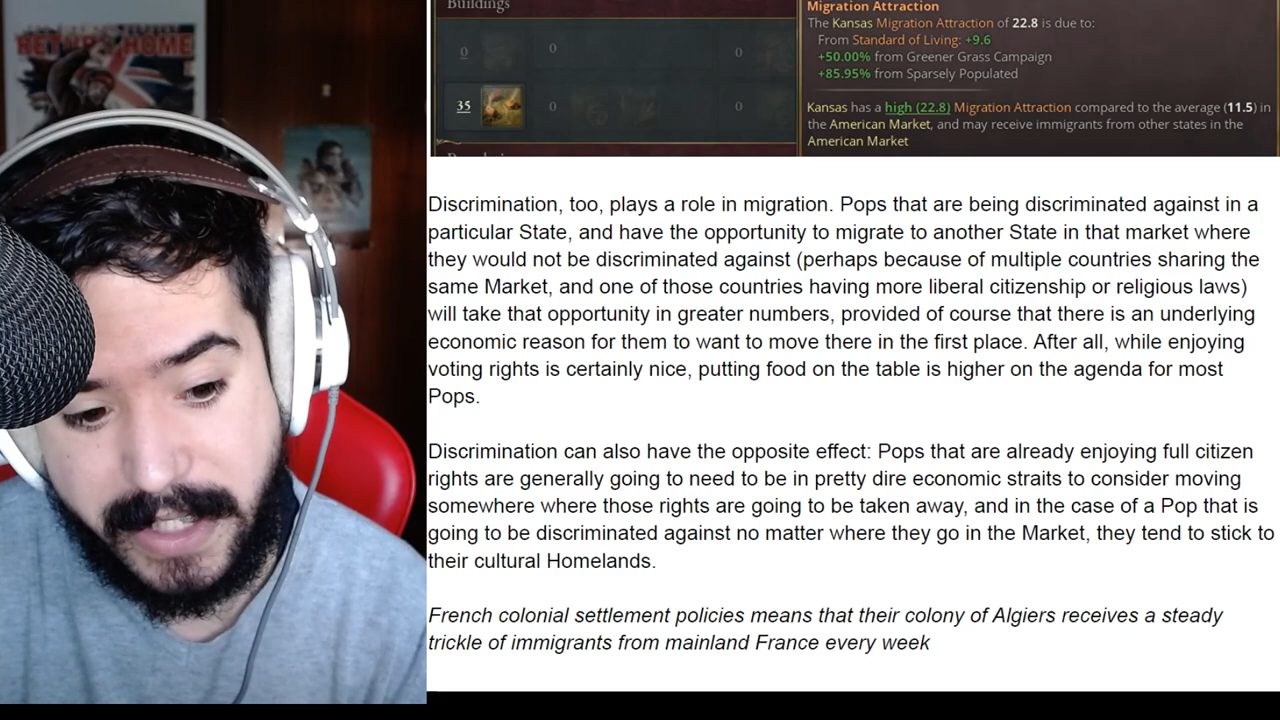 RETURN HOME
Buildings
0
0
0
35
0
0
Migration Attraction
The Kansas Migration Attraction of 22.8 is due to:
From Standard of Living: +9.6
+50.00% from Greener Grass Campaign
+85.95% from Sparsely Populated
Kansas has a high (22.8) Migration Attraction compared to the average (11.5) in
the American Market, and may receive immigrants from other states in the
American Market
Discrimination, too, plays a role in migration. Pops that are being discriminated against in a
particular State, and have the opportunity to migrate to another State in that market where
they would not be discriminated against (perhaps because of multiple countries sharing the
same Market, and one of those countries having more liberal citizenship or religious laws)
will take that opportunity in greater numbers, provided of course that there is an underlying
economic reason for them to want to move there in the first place. After all, while enjoying
voting rights is certainly nice, putting food on the table is higher on the agenda for most
Pops.
Discrimination can also have the opposite effect: Pops that are already enjoying full citizen
rights are generally going to need to be in pretty dire economic straits to consider moving
somewhere where those rights are going to be taken away, and in the case of a Pop that is
going to be discriminated against no matter where they go in the Market, they tend to stick to
their cultural Homelands.
French colonial settlement policies means that their colony of Algiers receives a steady
trickle of immigrants from mainland France every week